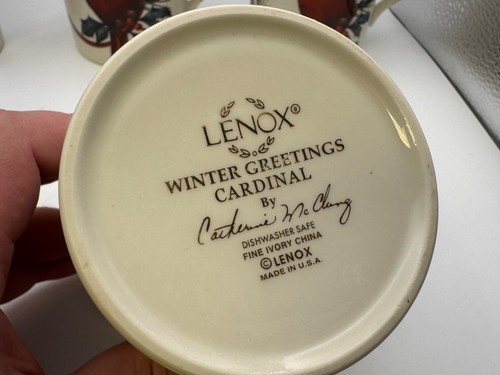 LENOX®
WINTER GREETINGS
CARDINAL
By
Catherine McClung
DISHWASHER SAFE
FINE IVORY CHINA
©LENOX
MADE IN U.S.A.